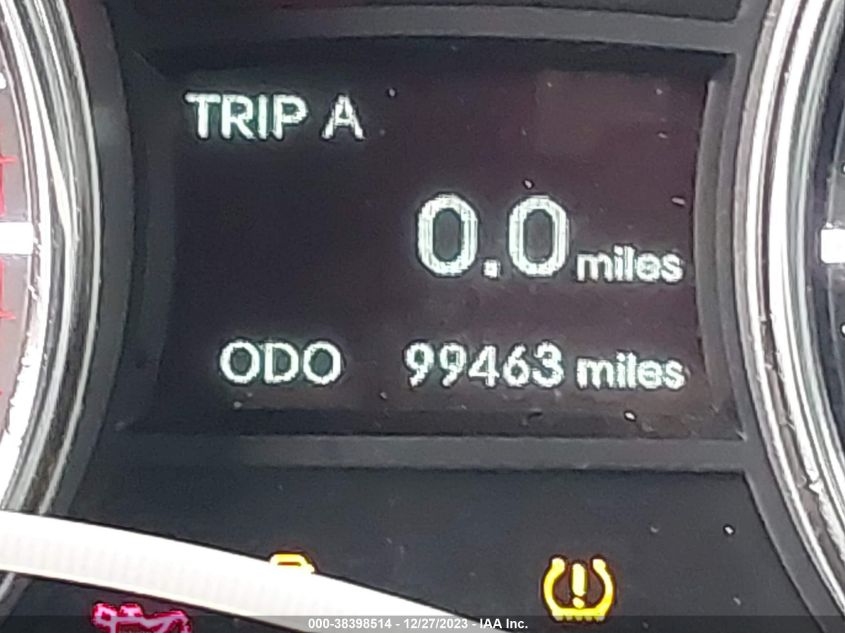 TRIP A
0.0 miles
ODO 99463 miles
000-38398514 - 12/27/2023 - IAA Inc.